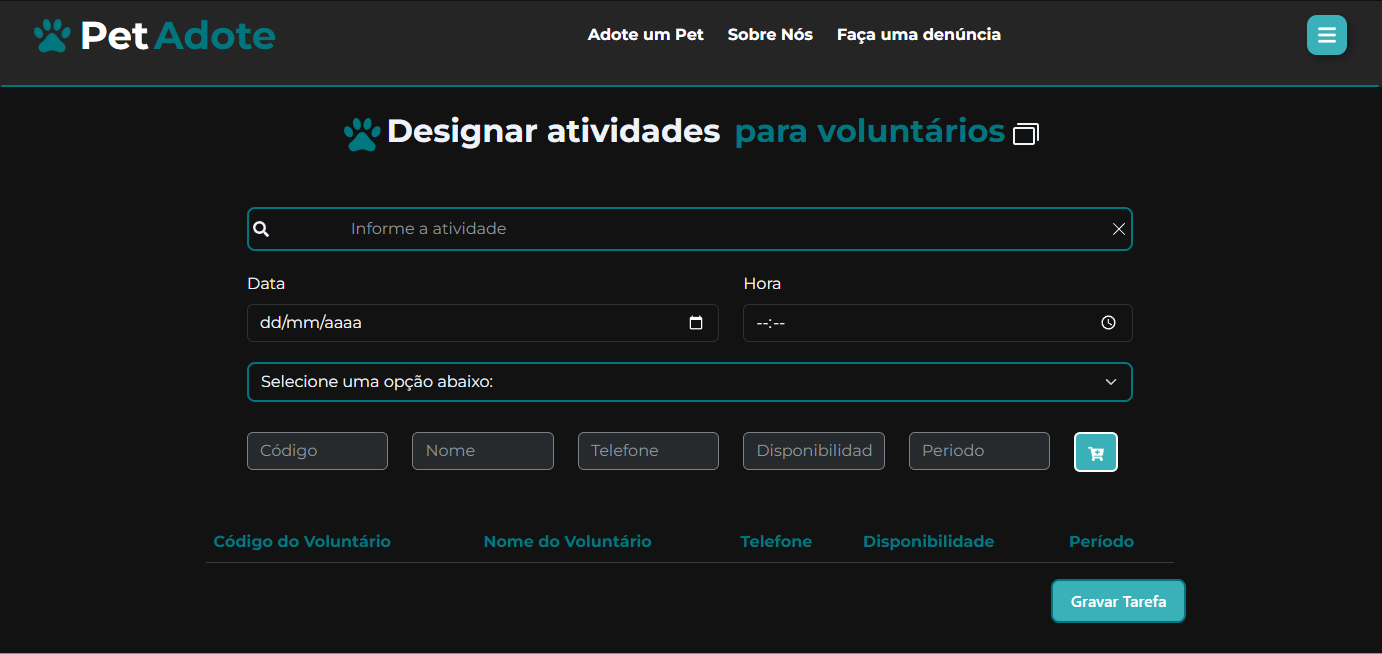 PetAdote Adote um Pet Sobre Nós Faça uma denúncia
Designar atividades para voluntários
Informe a atividade
Data Hora
dd/mm/aaaa --:--
Selecione uma opção abaixo:
Código Nome Telefone Disponibilidad Periodo
Código do Voluntário Nome do Voluntário Telefone Disponibilidade Período
Gravar Tarefa